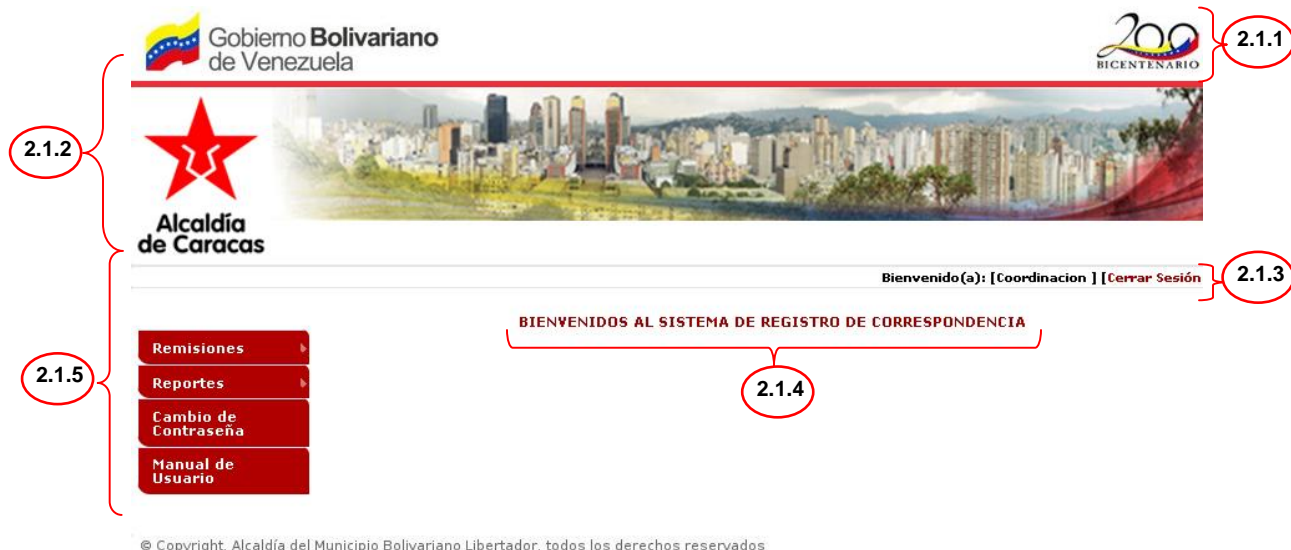 Gobierno Bolivariano
de Venezuela
200
BICENTENARIO
2.1.1
2.1.2
Alcaldía
de Caracas
Bienvenido(a): [Coordinacion ] [Cerrar Sesión
2.1.3
BIENVENIDOS AL SISTEMA DE REGISTRO DE CORRESPONDENCIA
2.1.4
2.1.5
Remisiones
Reportes
Cambio de
Contraseña
Manual de
Usuario
© Copyright. Alcaldía del Municipio Bolivariano Libertador, todos los derechos reservados